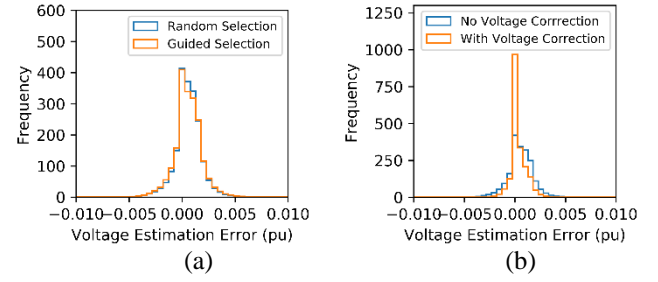 600
500
400
300
200
100
0
Frequency
Random Selection
Guided Selection
-0.010
-0.005
0.000
0.005
0.010
Voltage Estimation Error (pu)
(a)
1250
1000
750
500
250
0
Frequency
No Voltage Corrrection
With Voltage Correction
-0.010
-0.005
0.000
0.005
0.010
Voltage Estimation Error (pu)
(b)